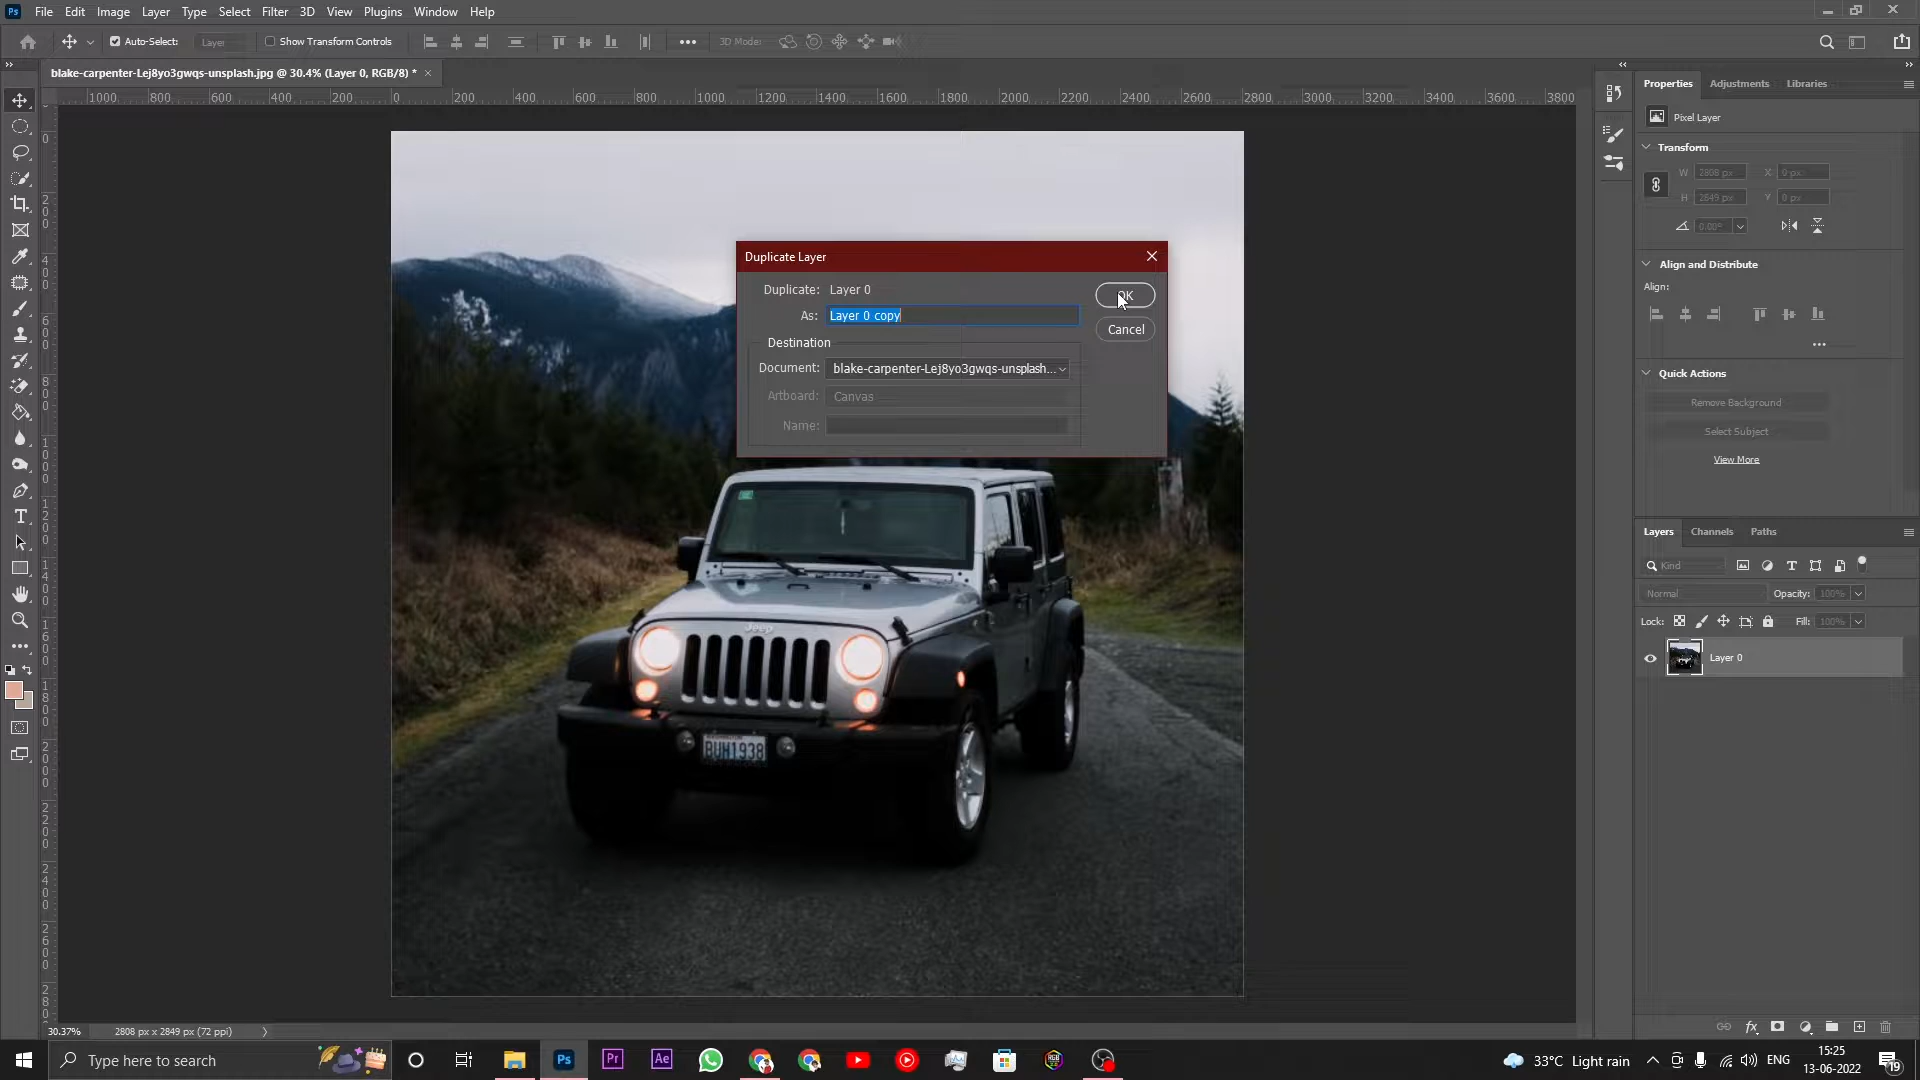 Ps File Edit Image Layer Type Select Filter 3D View Plugins Window Help
Auto-Select: Layer Show Transform Controls 3D Mode:
blake-carpenter-Lej8yo3gwqs-unsplash.jpg @ 30.4% (Layer 0, RGB/8) *
1000 800 600 400 200 0 200 400 600 800 1000 1200 1400 1600 1800 2000 2200 2400 2600 2800 3000 3200 3400 3600 3800
Duplicate Layer
Duplicate: Layer 0
As: Layer 0 copy
OK
Cancel
Destination
Document: blake-carpenter-Lej8yo3gwqs-unsplash...
Artboard: Canvas
Name:
Jeep
BUH1938
Properties Adjustments Libraries
Pixel Layer
Transform
W 2808 px X 0 px
H 2849 px Y 0 px
0.00°
Align and Distribute
Align:
Quick Actions
Remove Background
Select Subject
View More
Layers Channels Paths
Kind
Normal Opacity: 100%
Lock: Fill: 100%
Layer 0
30.37% 2808 px x 2849 px (72 ppi)
Type here to search
Ps Pr Ae
33°C Light rain ENG 15:25
13-06-2022
19